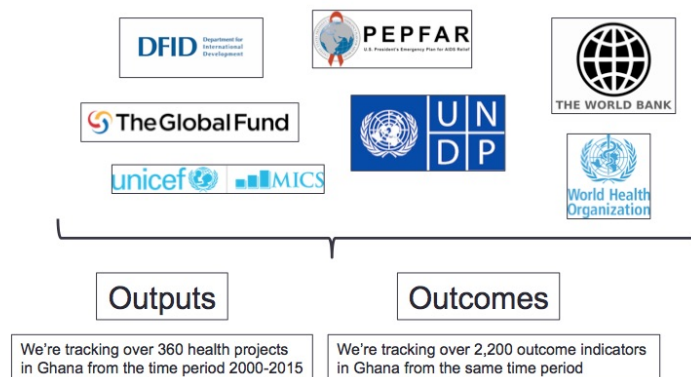 DFID Department for
International
Development
PEPFAR
U.S. President's Emergency Plan for AIDS Relief
THE WORLD BANK
The Global Fund
UN
DP
unicef MICS
World Health
Organization
Outputs
Outcomes
We're tracking over 360 health projects
in Ghana from the time period 2000-2015
We're tracking over 2,200 outcome indicators
in Ghana from the same time period